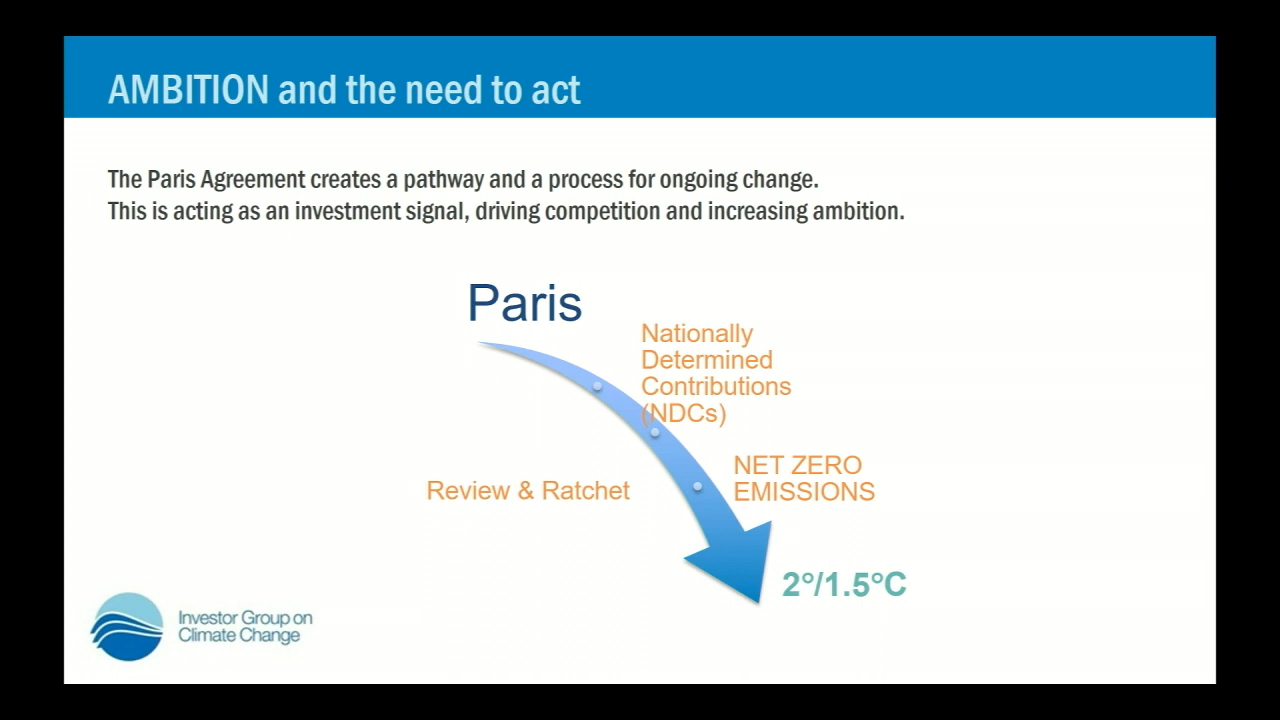 AMBITION and the need to act
The Paris Agreement creates a pathway and a process for ongoing change.
This is acting as an investment signal, driving competition and increasing ambition.
Paris
Nationally
Determined
Contributions
(NDCs)
NET ZERO
EMISSIONS
Review & Ratchet
2°/1.5°C
Investor Group on
Climate Change